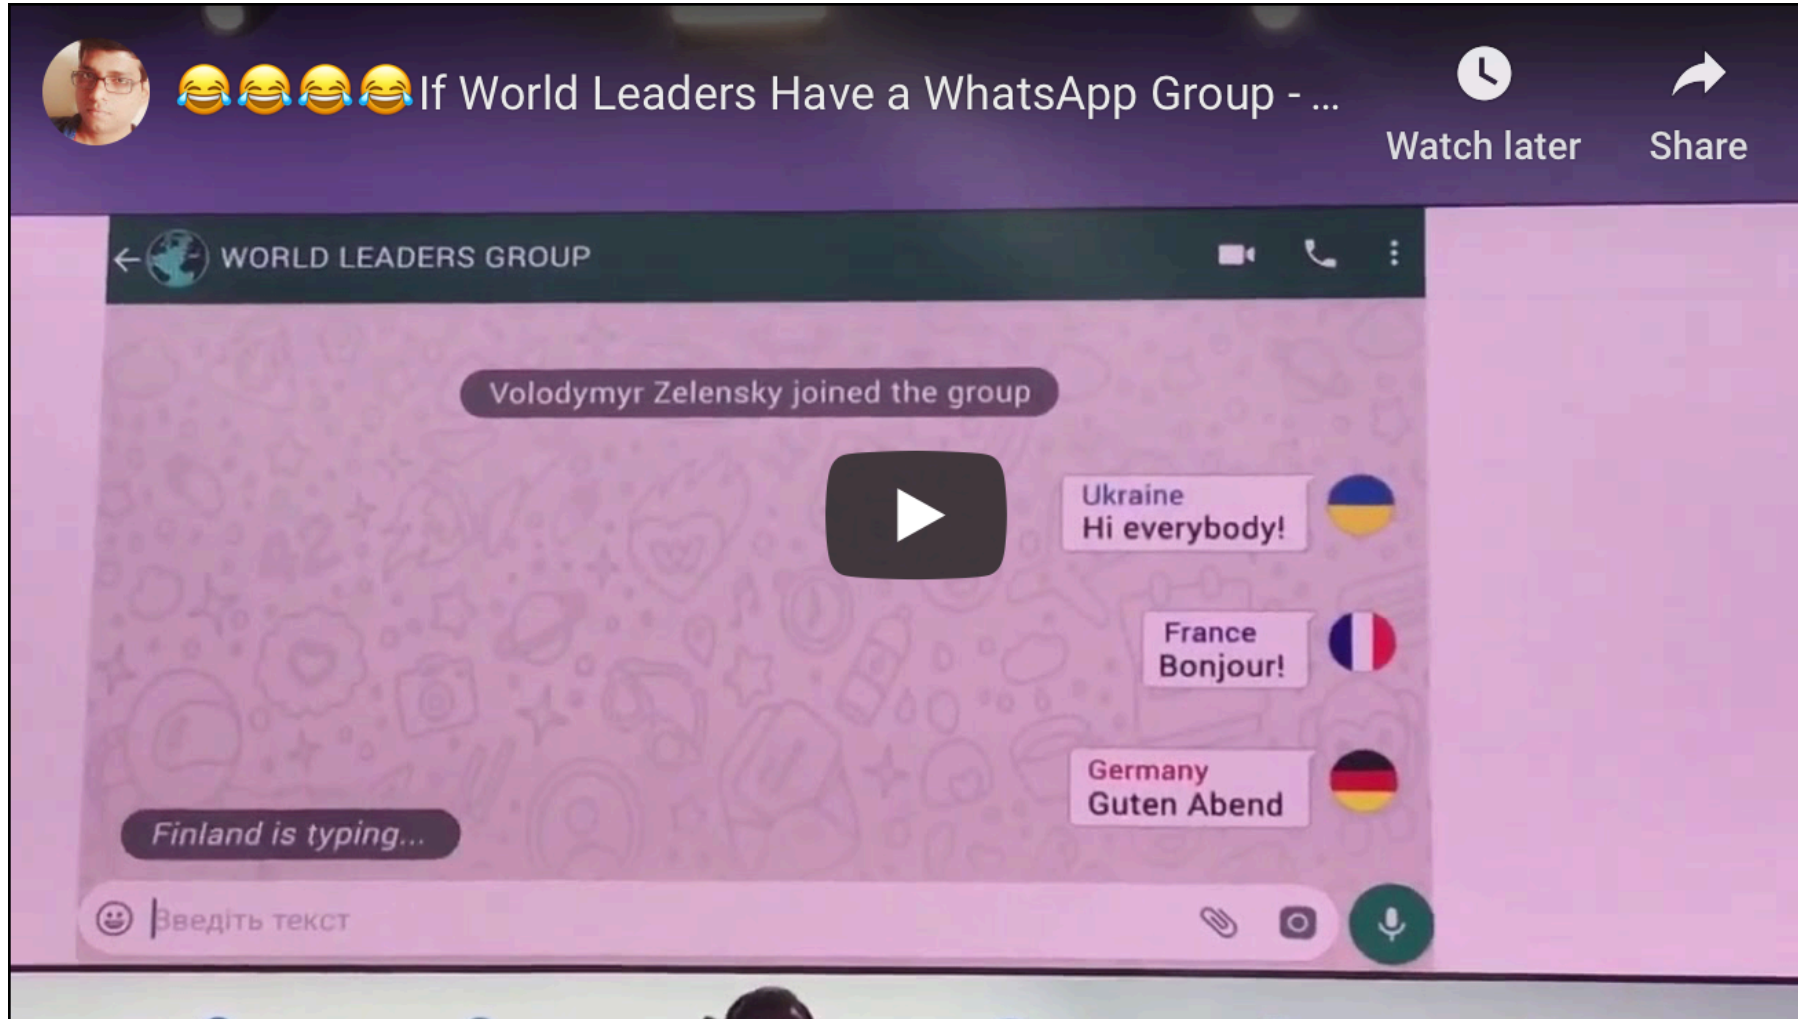 😂😂😂😂If World Leaders Have a WhatsApp Group - ...
Watch later
Share
WORLD LEADERS GROUP
Volodymyr Zelensky joined the group
Ukraine
Hi everybody!
France
Bonjour!
Germany
Guten Abend
Finland is typing...
Введіть текст